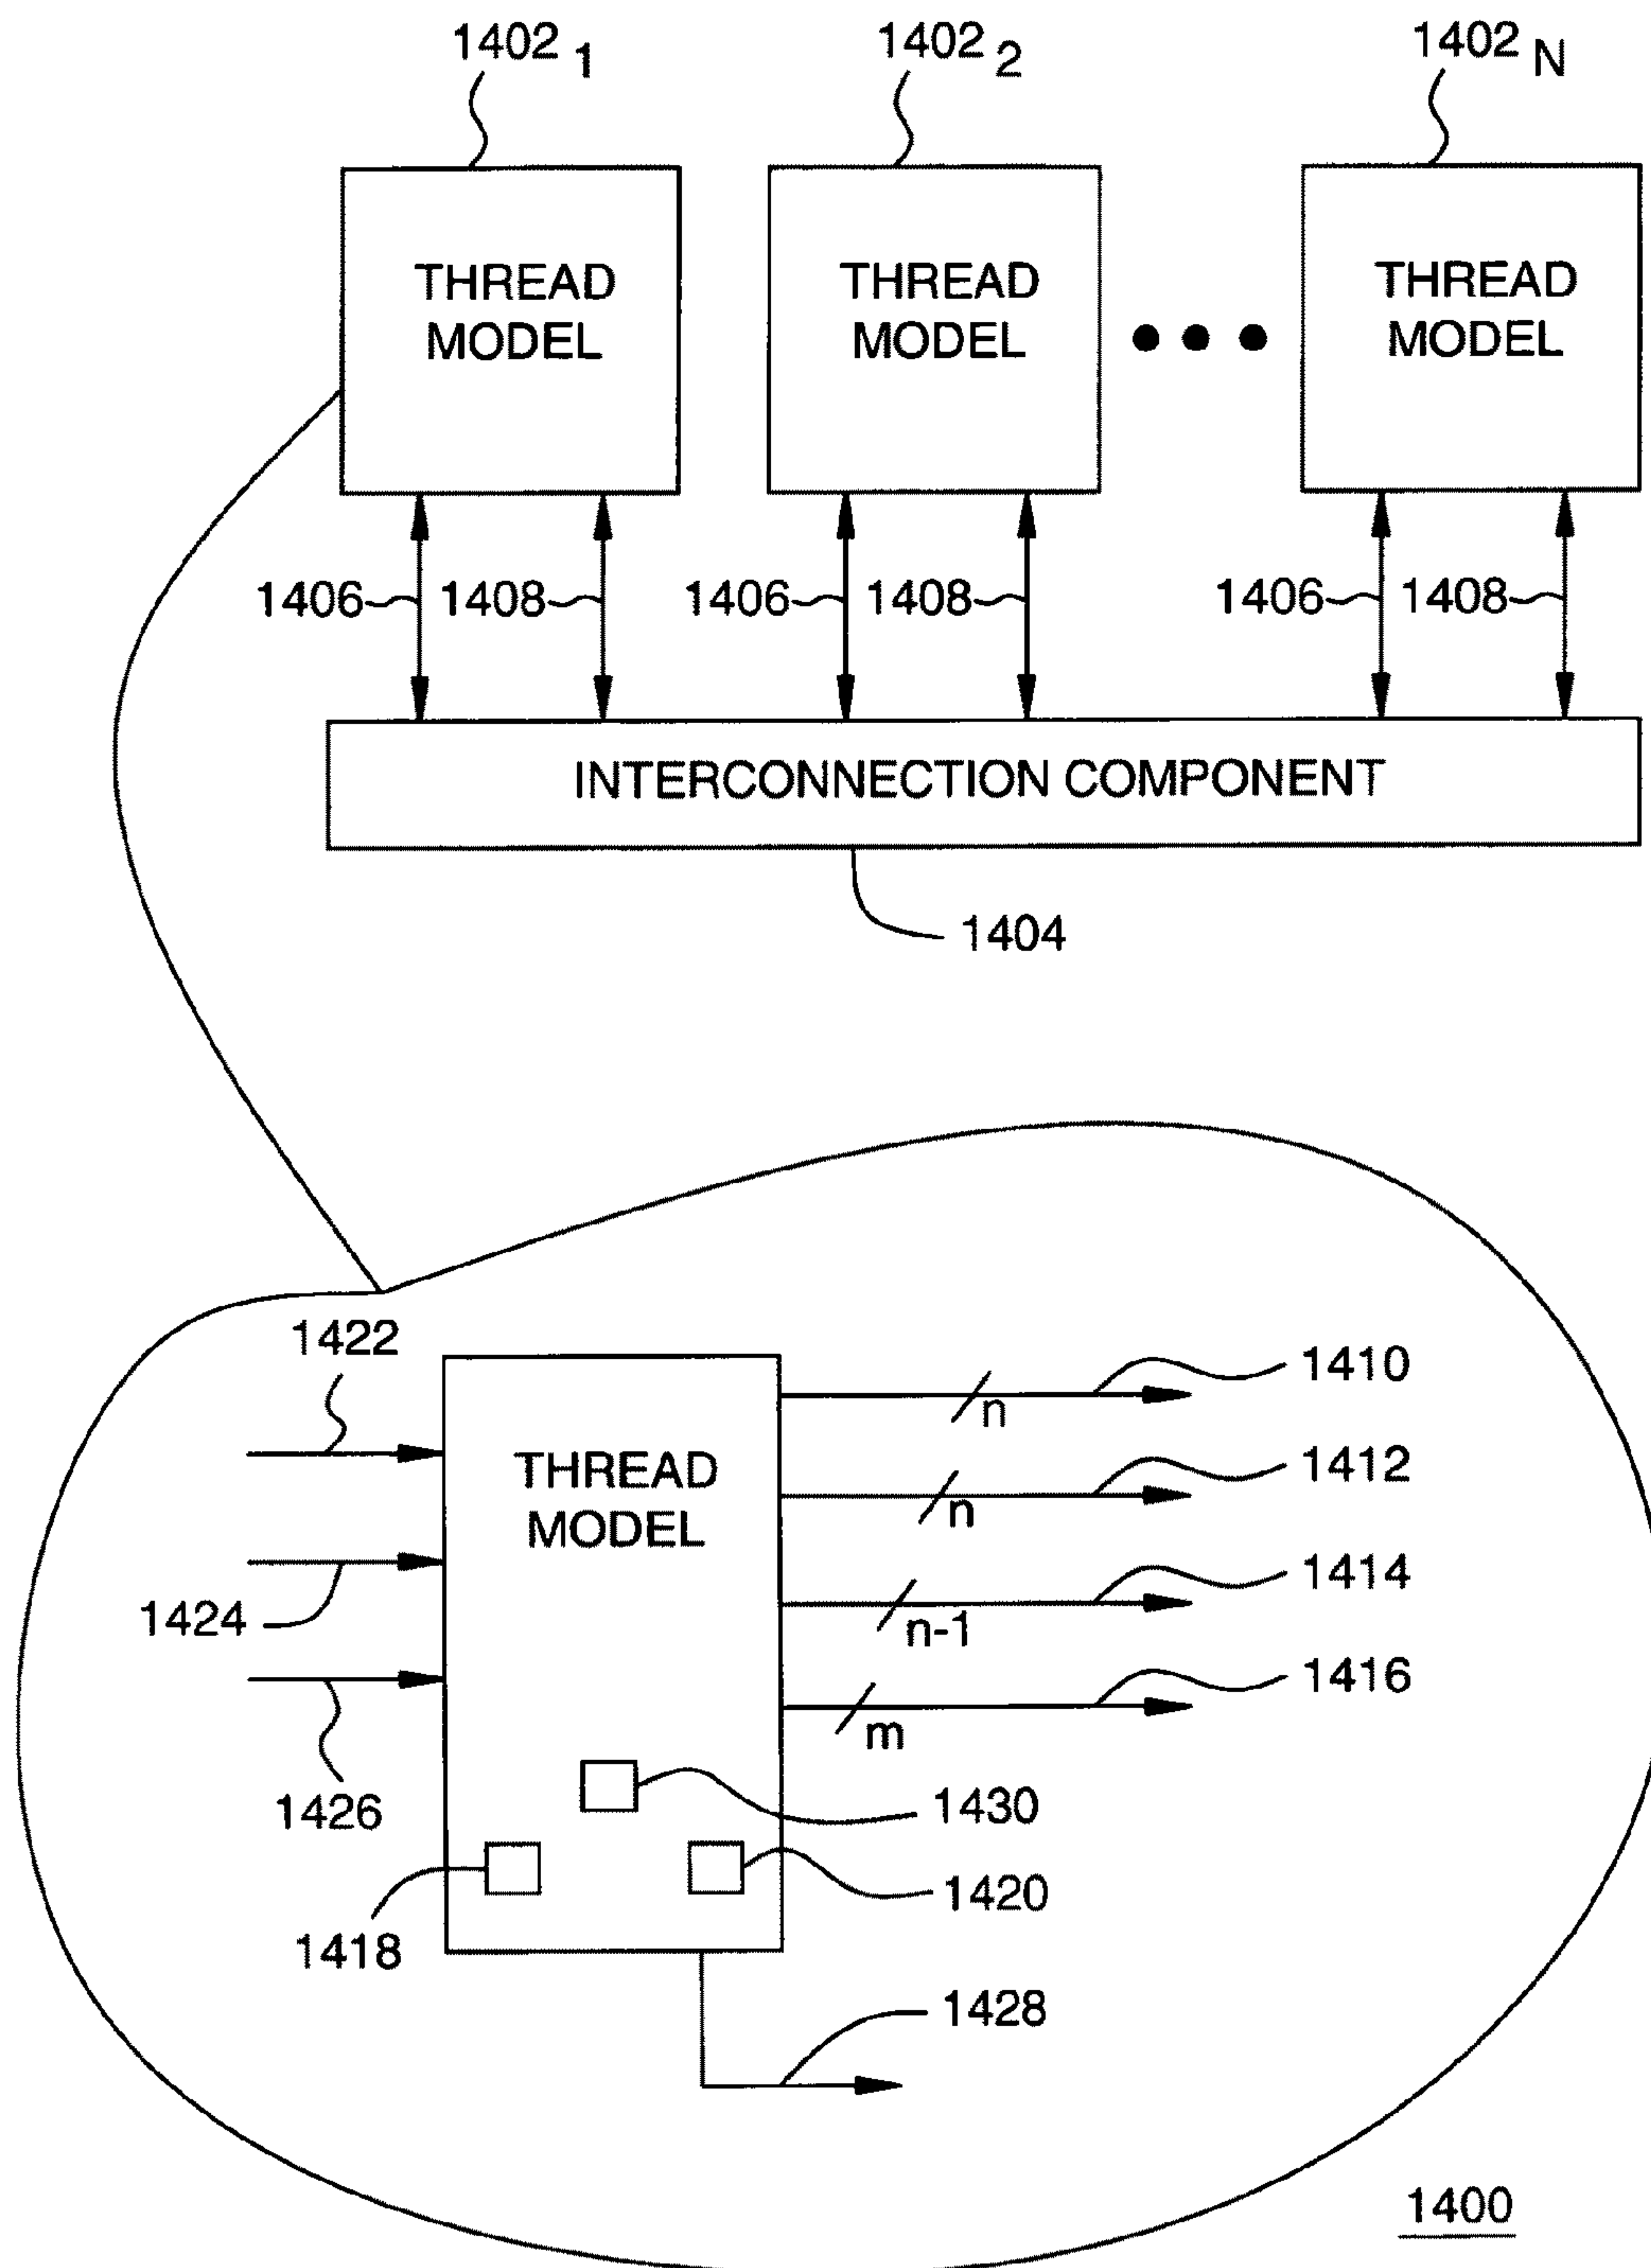 1402 1
1402 2
1402 N
THREAD
MODEL
THREAD
MODEL
THREAD
MODEL
1406
1408
1406
1408
1406
1408
INTERCONNECTION COMPONENT
1404
1422
1410
n
THREAD
MODEL
1412
n
1424
1414
n-1
1416
m
1426
1430
1420
1418
1428
1400